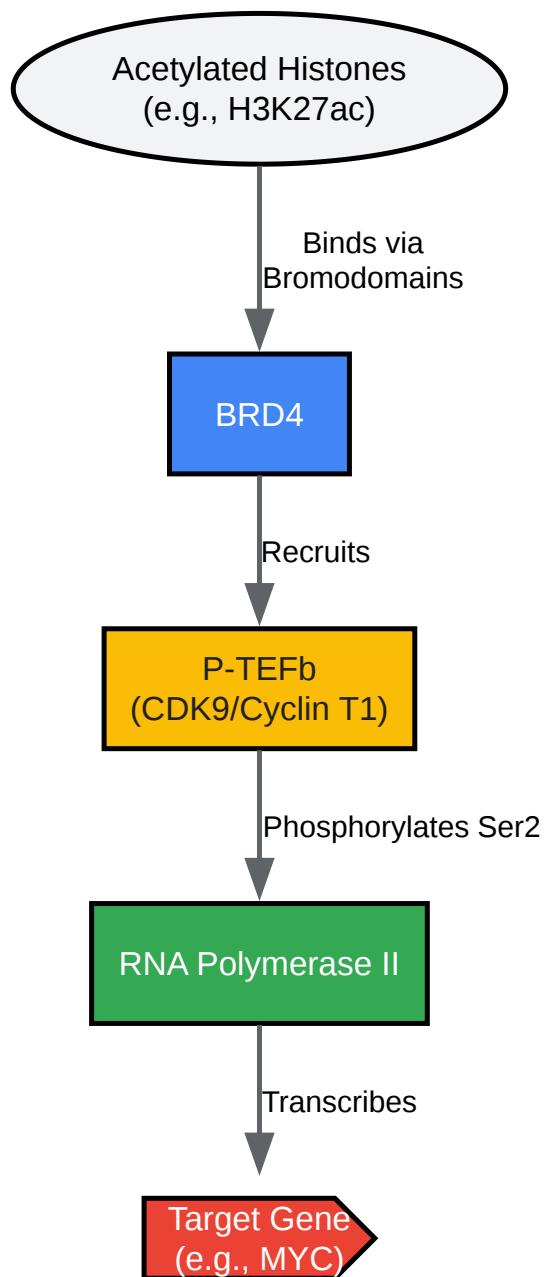 Acetylated Histones
(e.g., H3K27ac)
Binds via
Bromodomains
BRD4
Recruits
P-TEFb
(CDK9/Cyclin T1)
Phosphorylates Ser2
RNA Polymerase II
Transcribes
Target Gene
(e.g., MYC)